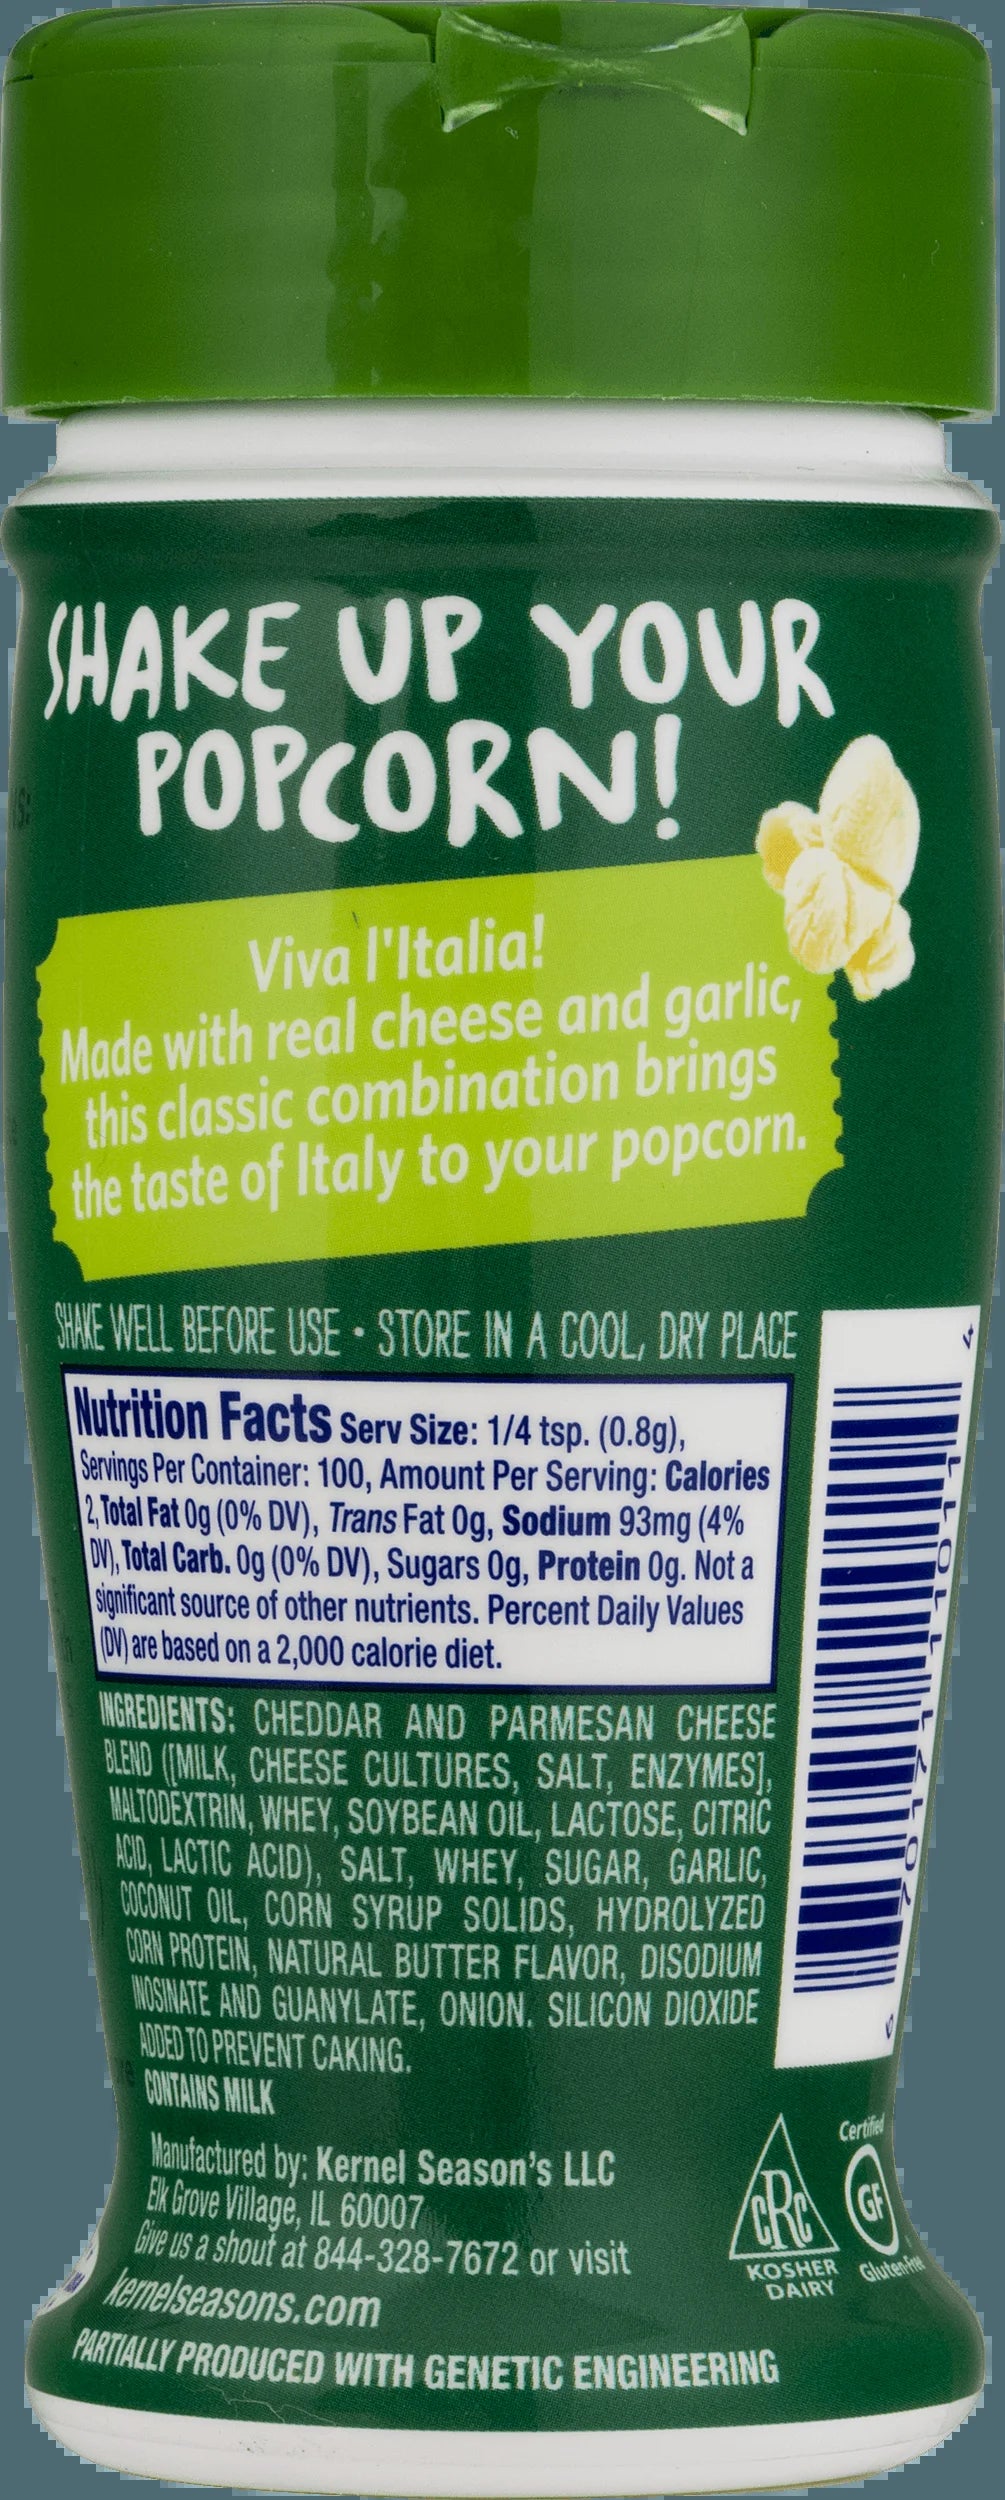 SHAKE UP YOUR
POPCORN!
Viva l'Italia!
Made with real cheese and garlic,
this classic combination brings
the taste of Italy to your popcorn.
SHAKE WELL BEFORE USE • STORE IN A COOL, DRY PLACE
Nutrition Facts Serv Size: 1/4 tsp. (0.8g),
Servings Per Container: 100, Amount Per Serving: Calories
2, Total Fat 0g (0% DV), Trans Fat 0g, Sodium 93mg (4%
DV), Total Carb. 0g (0% DV), Sugars 0g, Protein 0g. Not a
significant source of other nutrients. Percent Daily Values
(DV) are based on a 2,000 calorie diet.
INGREDIENTS: CHEDDAR AND PARMESAN CHEESE
BLEND ([MILK, CHEESE CULTURES, SALT, ENZYMES],
MALTODEXTRIN, WHEY, SOYBEAN OIL, LACTOSE, CITRIC
ACID, LACTIC ACID), SALT, WHEY, SUGAR, GARLIC,
COCONUT OIL, CORN SYRUP SOLIDS, HYDROLYZED
CORN PROTEIN, NATURAL BUTTER FLAVOR, DISODIUM
INOSINATE AND GUANYLATE, ONION. SILICON DIOXIDE
ADDED TO PREVENT CAKING.
CONTAINS MILK
Manufactured by: Kernel Season's LLC
Elk Grove Village, IL 60007
Give us a shout at 844-328-7672 or visit
kernelseasons.com
PARTIALLY PRODUCED WITH GENETIC ENGINEERING
CRC
KOSHER
DAIRY
Certified
GF
Gluten-Free